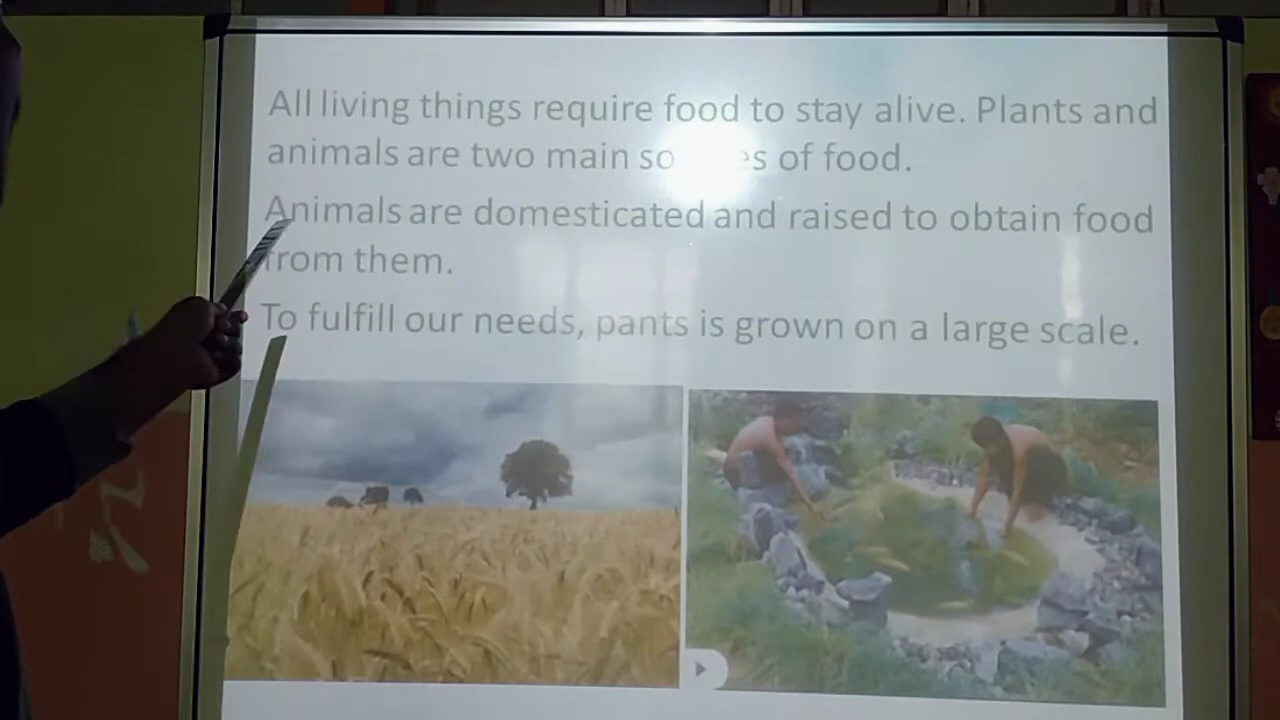 All living things require food to stay alive. Plants and
animals are two main of food.
Animals are domesticated and raised to obtain food
from them.
To fulfill our needs, pants is grown on a large scale.